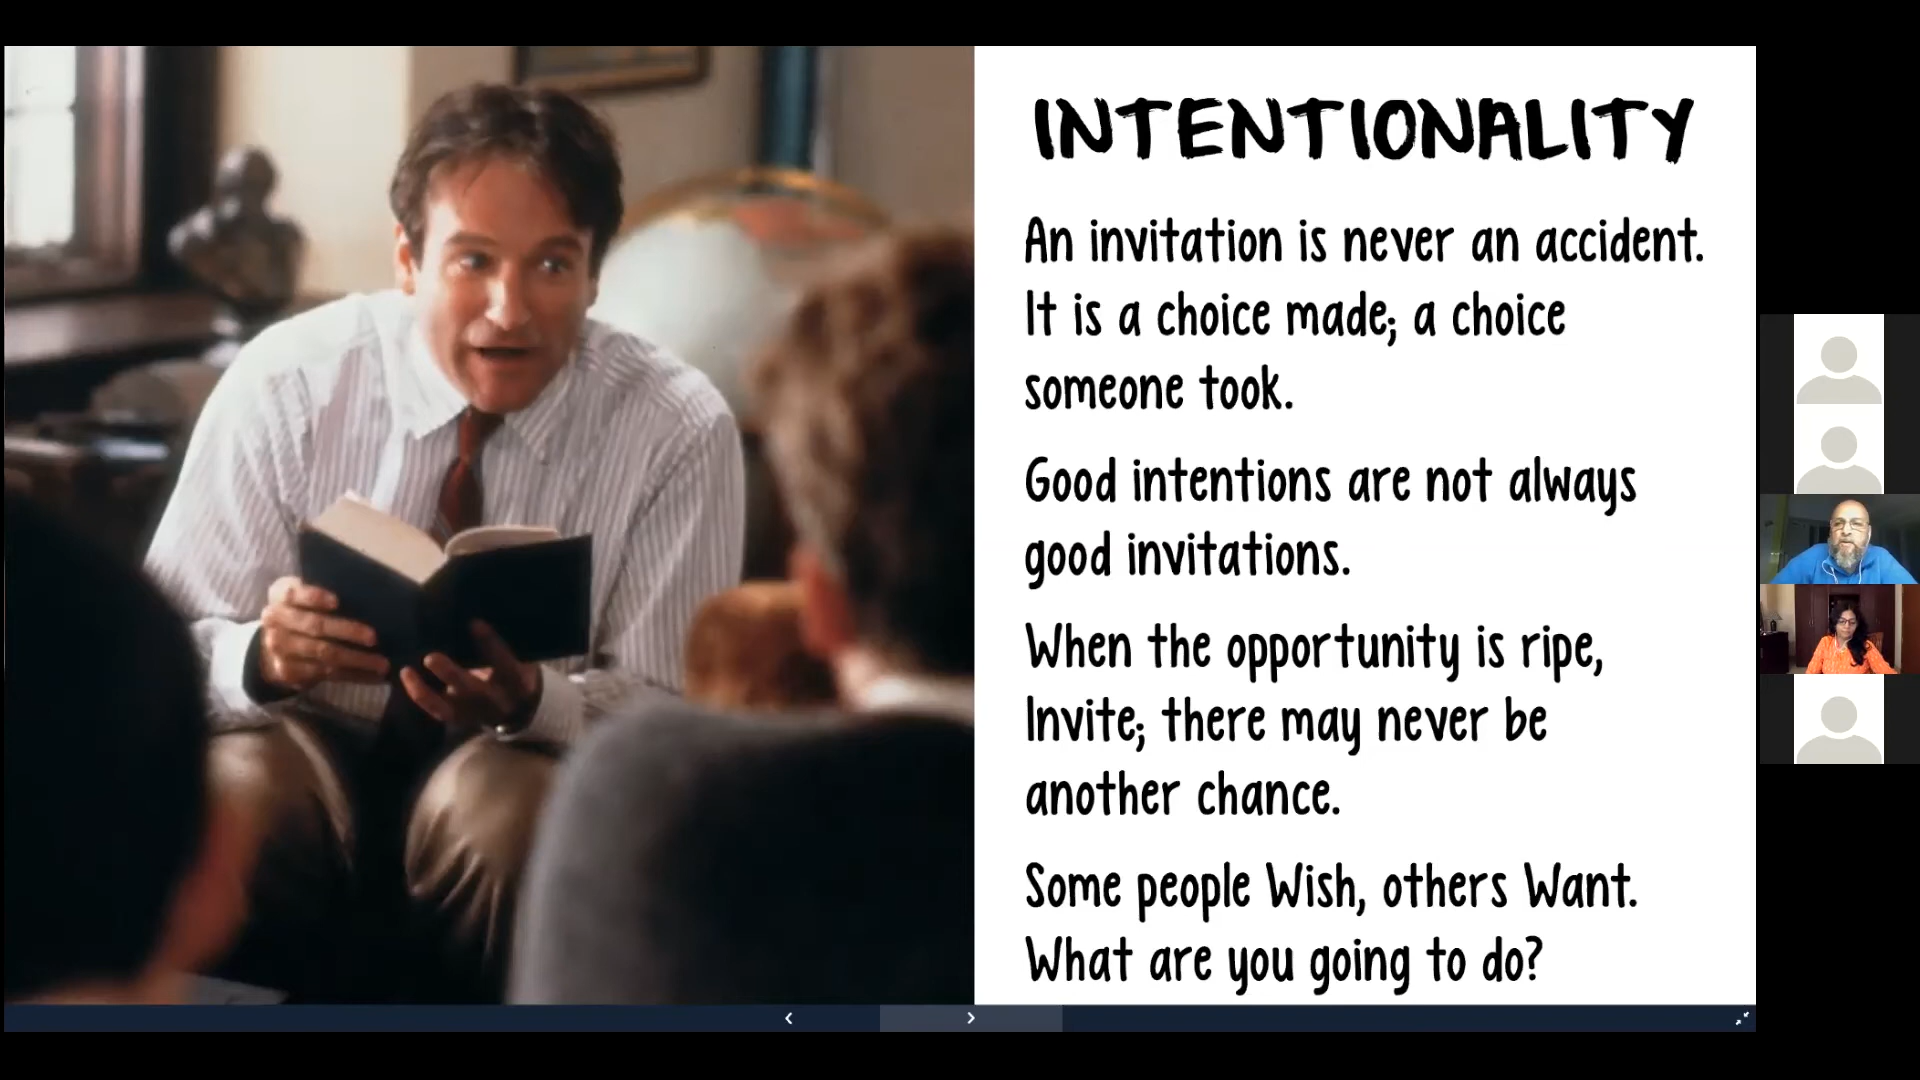 INTENTIONALITY
An invitation is never an accident.
It is a choice made; a choice
someone took.
Good intentions are not always
good invitations.
When the opportunity is ripe,
Invite; there may never be
another chance.
Some people Wish, others Want.
What are you going to do?